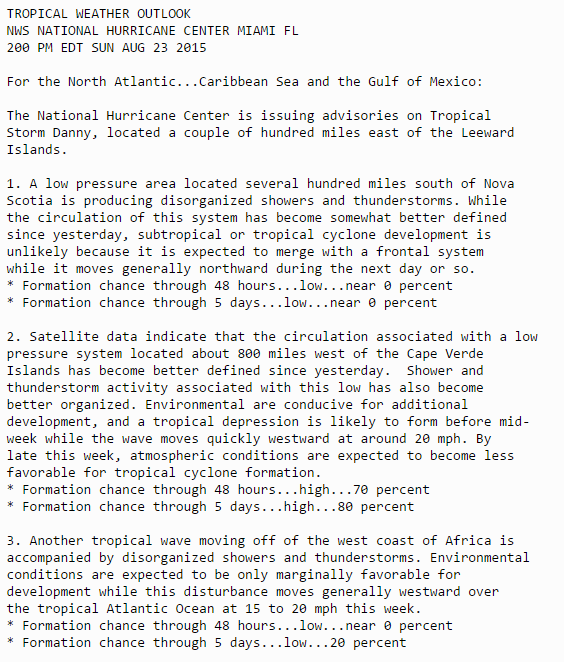 TROPICAL WEATHER OUTLOOK
NWS NATIONAL HURRICANE CENTER MIAMI FL
200 PM EDT SUN AUG 23 2015
For the North Atlantic...Caribbean Sea and the Gulf of Mexico:
The National Hurricane Center is issuing advisories on Tropical
Storm Danny, located a couple of hundred miles east of the Leeward
Islands.
1. A low pressure area located several hundred miles south of Nova
Scotia is producing disorganized showers and thunderstorms. While
the circulation of this system has become somewhat better defined
since yesterday, subtropical or tropical cyclone development is
unlikely because it is expected to merge with a frontal system
while it moves generally northward during the next day or so.
* Formation chance through 48 hours...low...near 0 percent
* Formation chance through 5 days...low...near 0 percent
2. Satellite data indicate that the circulation associated with a low
pressure system located about 800 miles west of the Cape Verde
Islands has become better defined since yesterday.  Shower and
thunderstorm activity associated with this low has also become
better organized. Environmental are conducive for additional
development, and a tropical depression is likely to form before mid-
week while the wave moves quickly westward at around 20 mph. By
late this week, atmospheric conditions are expected to become less
favorable for tropical cyclone formation.
* Formation chance through 48 hours...high...70 percent
* Formation chance through 5 days...high...80 percent
3. Another tropical wave moving off of the west coast of Africa is
accompanied by disorganized showers and thunderstorms. Environmental
conditions are expected to be only marginally favorable for
development while this disturbance moves generally westward over
the tropical Atlantic Ocean at 15 to 20 mph this week.
* Formation chance through 48 hours...low...near 0 percent
* Formation chance through 5 days...low...20 percent